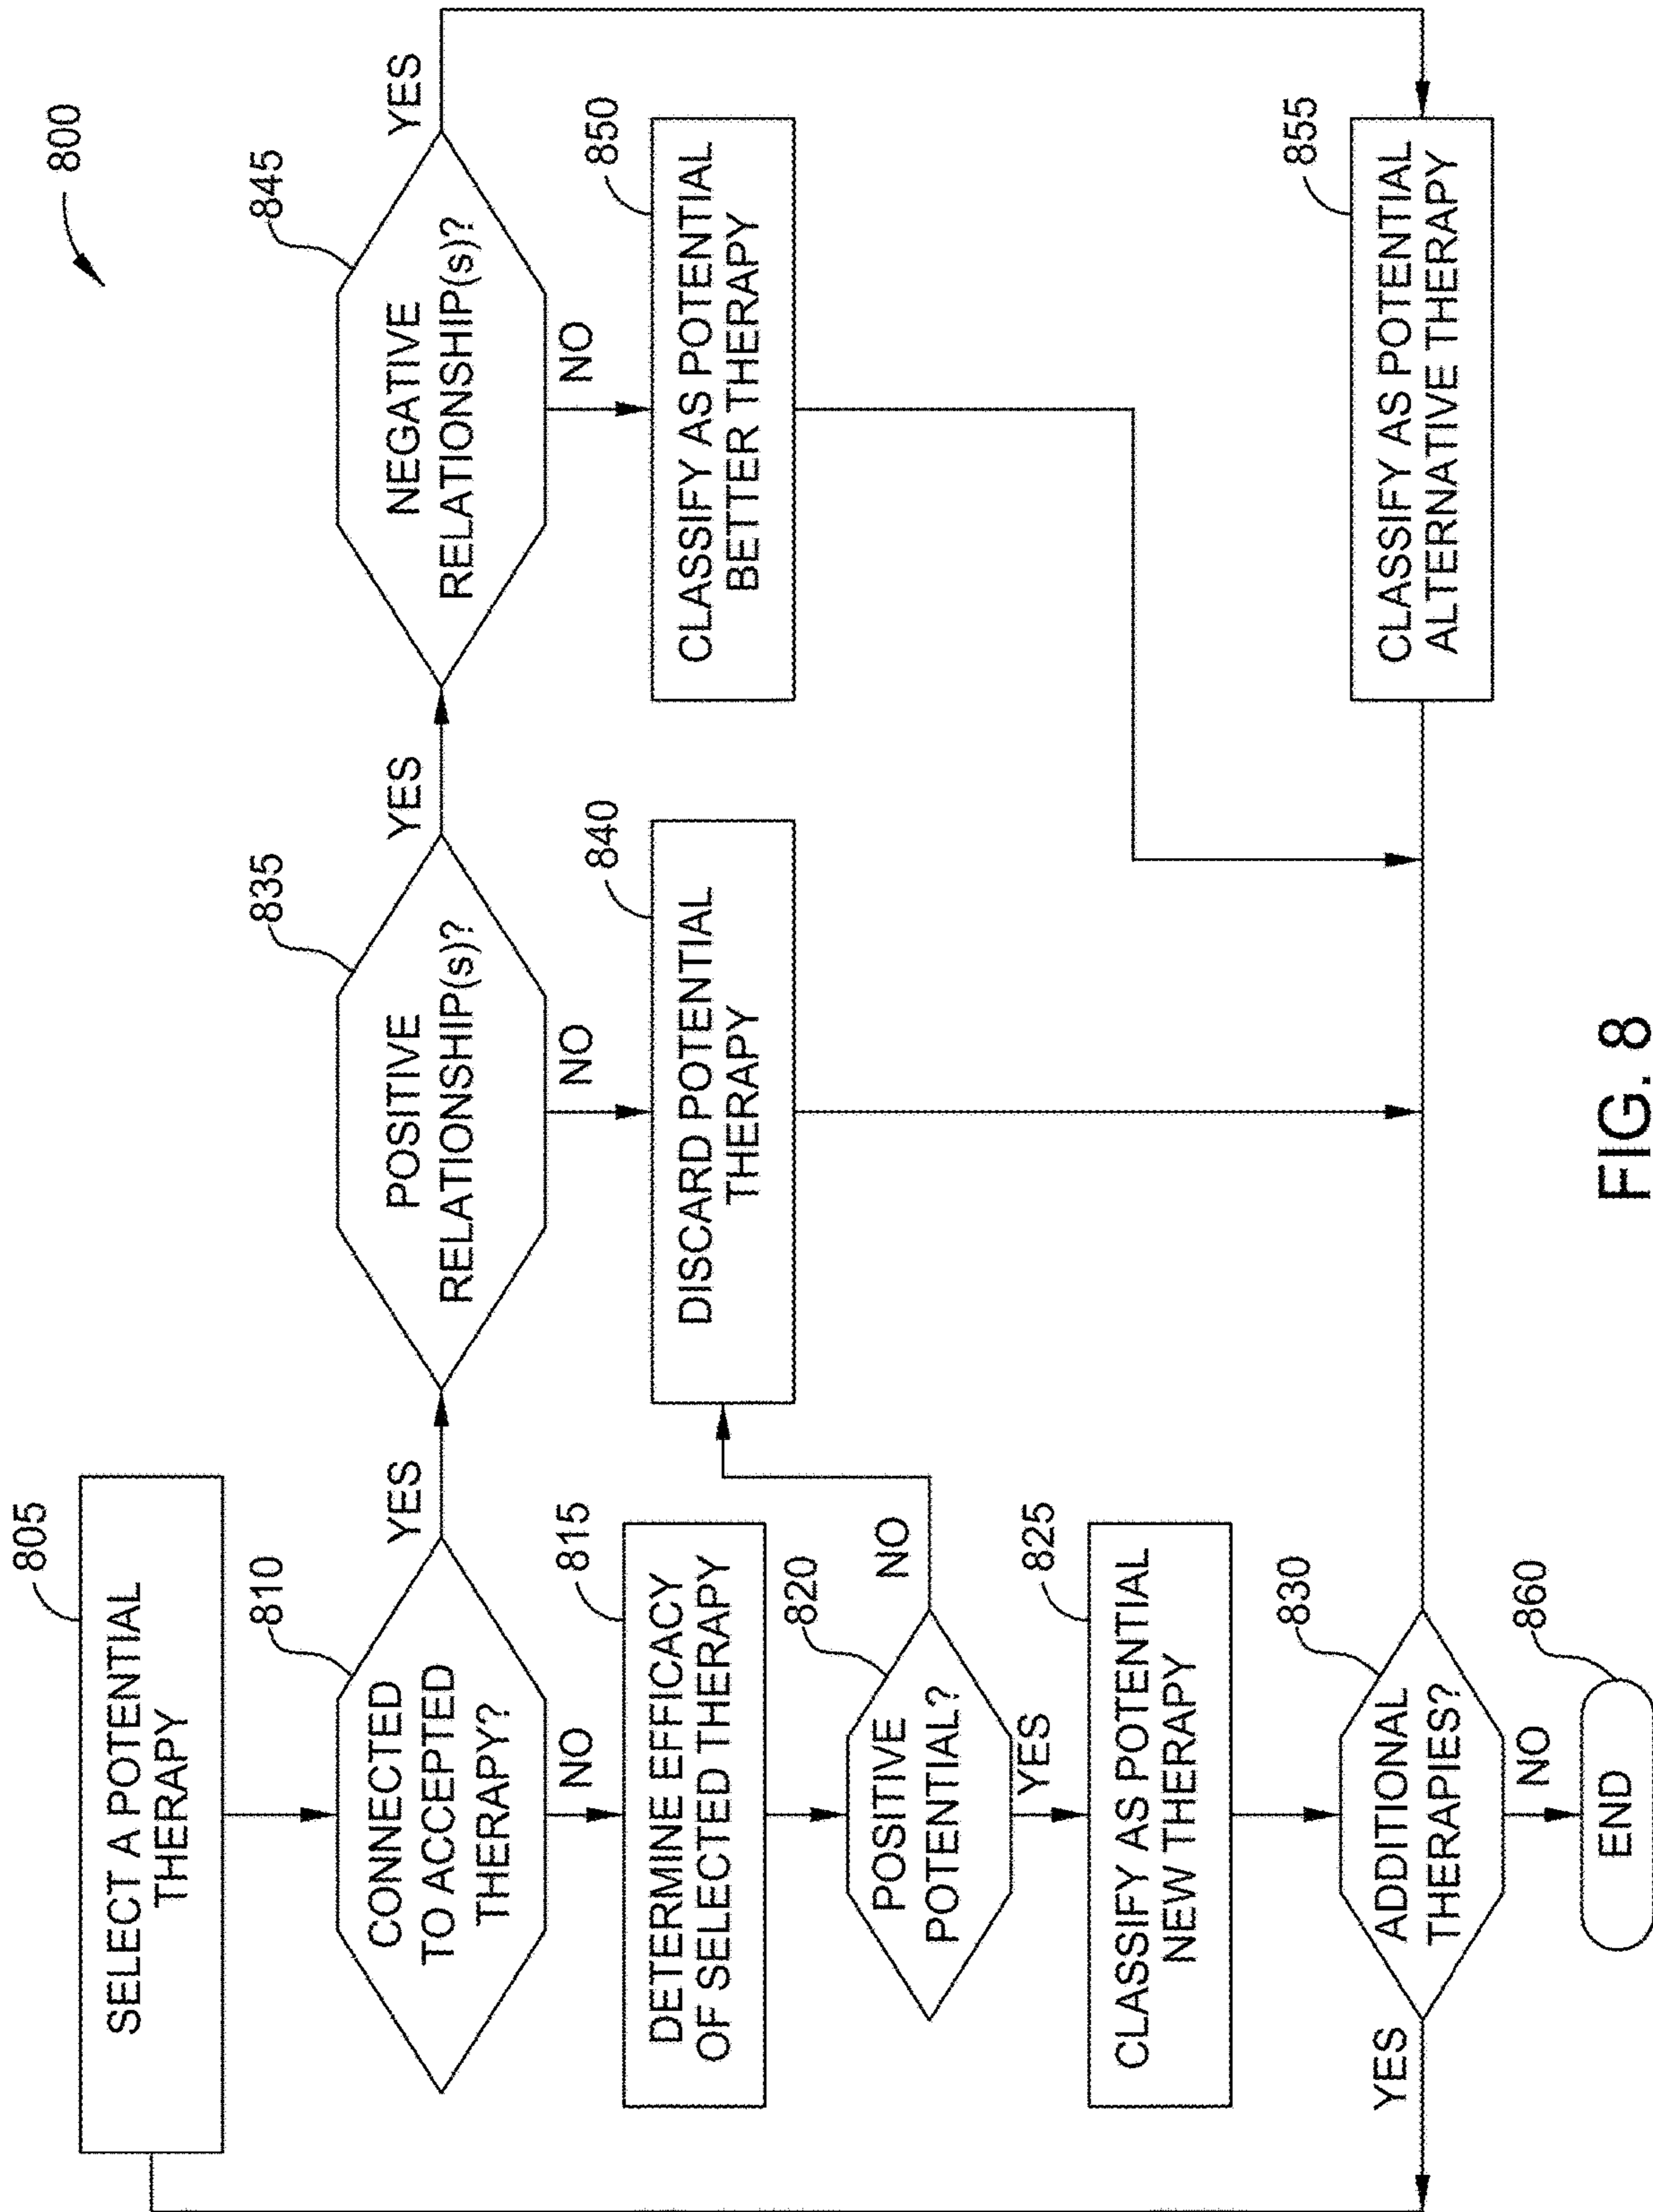 800
805
SELECT A POTENTIAL
THERAPY
810
CONNECTED
TO ACCEPTED
THERAPY?
YES
NO
835
POSITIVE
RELATIONSHIP(s)?
YES
NO
845
NEGATIVE
RELATIONSHIP(s)?
YES
NO
815
DETERMINE EFFICACY
OF SELECTED THERAPY
840
DISCARD POTENTIAL
THERAPY
850
CLASSIFY AS POTENTIAL
BETTER THERAPY
820
POSITIVE
POTENTIAL?
NO
YES
825
CLASSIFY AS POTENTIAL
NEW THERAPY
830
ADDITIONAL
THERAPIES?
YES
NO
855
CLASSIFY AS POTENTIAL
ALTERNATIVE THERAPY
860
END
FIG. 8